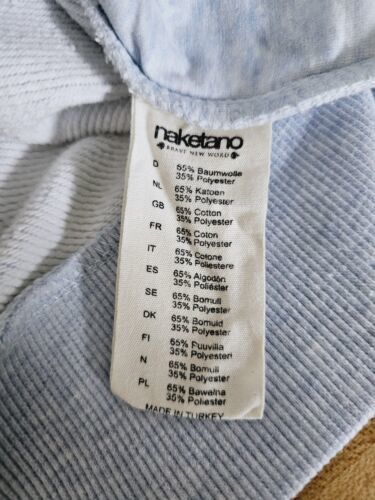 naketano
BRAVE NEW WORD
D 65% Baumwolle
35% Polyester
NL 65% Katoen
35% Polyester
GB 65% Cotton
35% Polyester
FR 65% Coton
35% Polyester
IT 65% Cotone
35% Poliestere
ES 65% Algodón
35% Poliéster
SE 65% Bomull
35% Polyester
DK 65% Bomuld
35% Polyester
FI 65% Puuvilla
35% Polyesteri
N 65% Bomull
35% Polyester
PL 65% Bawełna
35% Poliester
MADE IN TURKEY